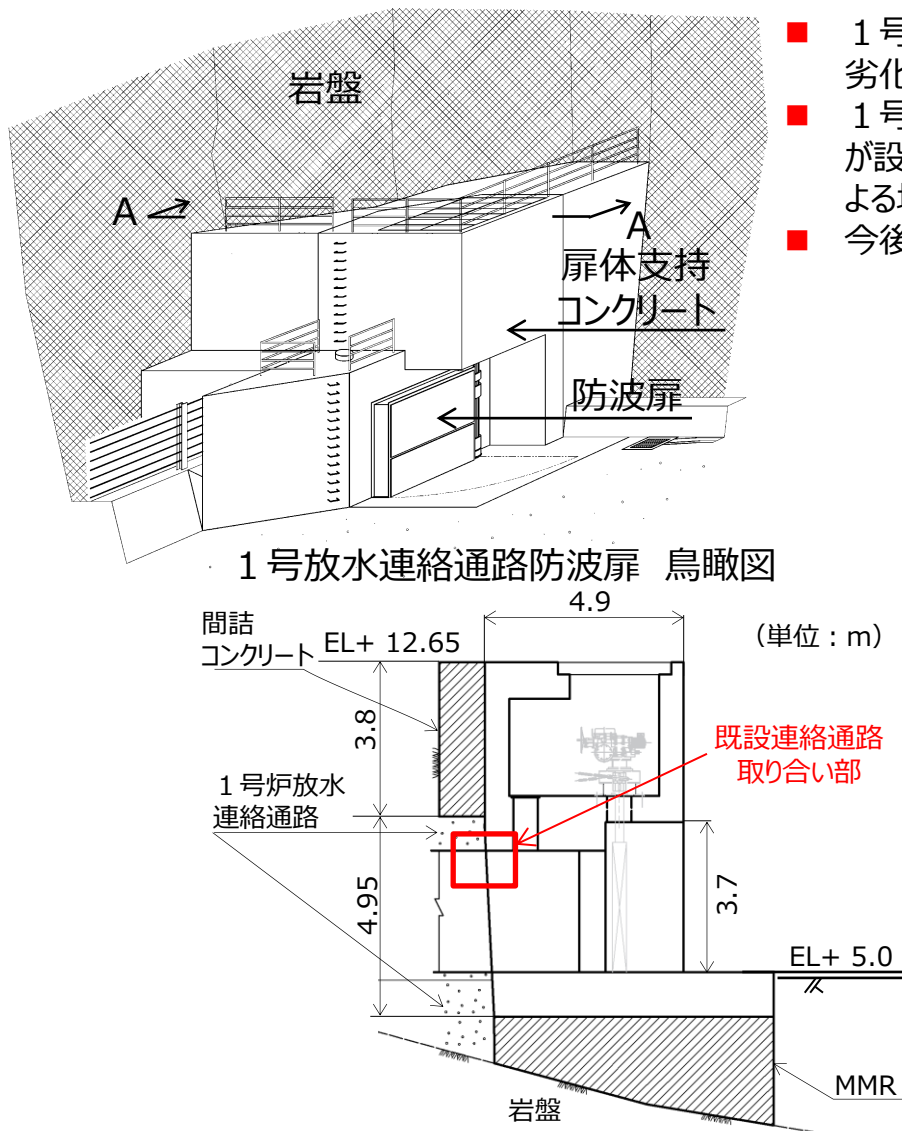 岩盤
A
A
扉体支持
コンクリート
防波扉
■ １号
劣化
■ １号
が設
よる
■ 今後
１号放水連絡通路防波扉 鳥瞰図
4.9
（単位：m）
間詰
コンクリート
EL+ 12.65
3.8
既設連絡通路
取り合い部
１号炉放水
連絡通路
4.95
3.7
EL+ 5.0
MMR
岩盤